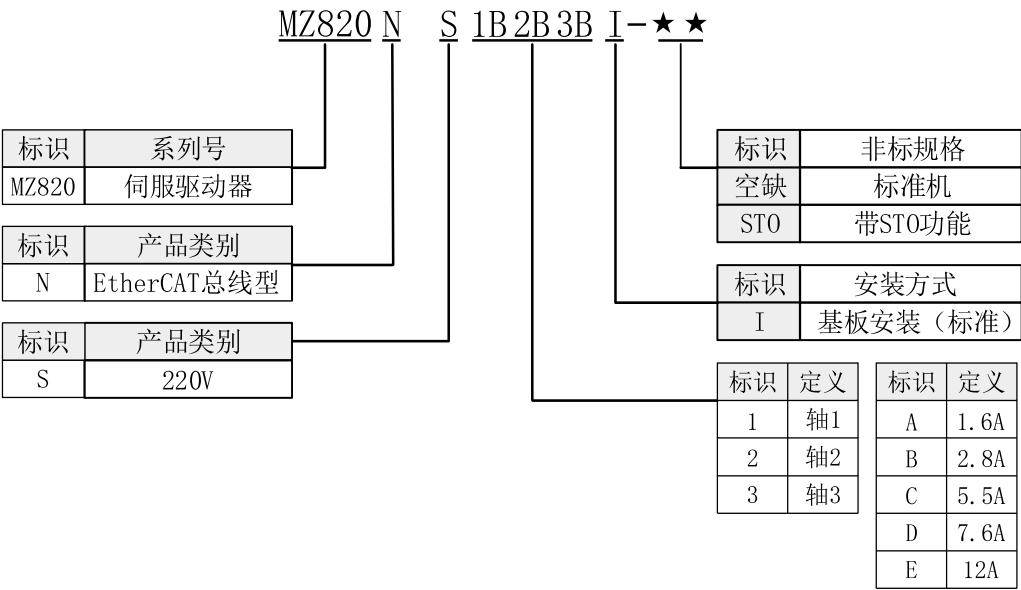 MZ820 N S 1B 2B 3B I-★★
标识 系列号
MZ820 伺服驱动器
标识 产品类别
N EtherCAT总线型
标识 产品类别
S 220V
标识 非标规格
空缺 标准机
STO 带STO功能
标识 安装方式
I 基板安装（标准）
标识 定义
1 轴1
2 轴2
3 轴3
标识 定义
A 1.6A
B 2.8A
C 5.5A
D 7.6A
E 12A